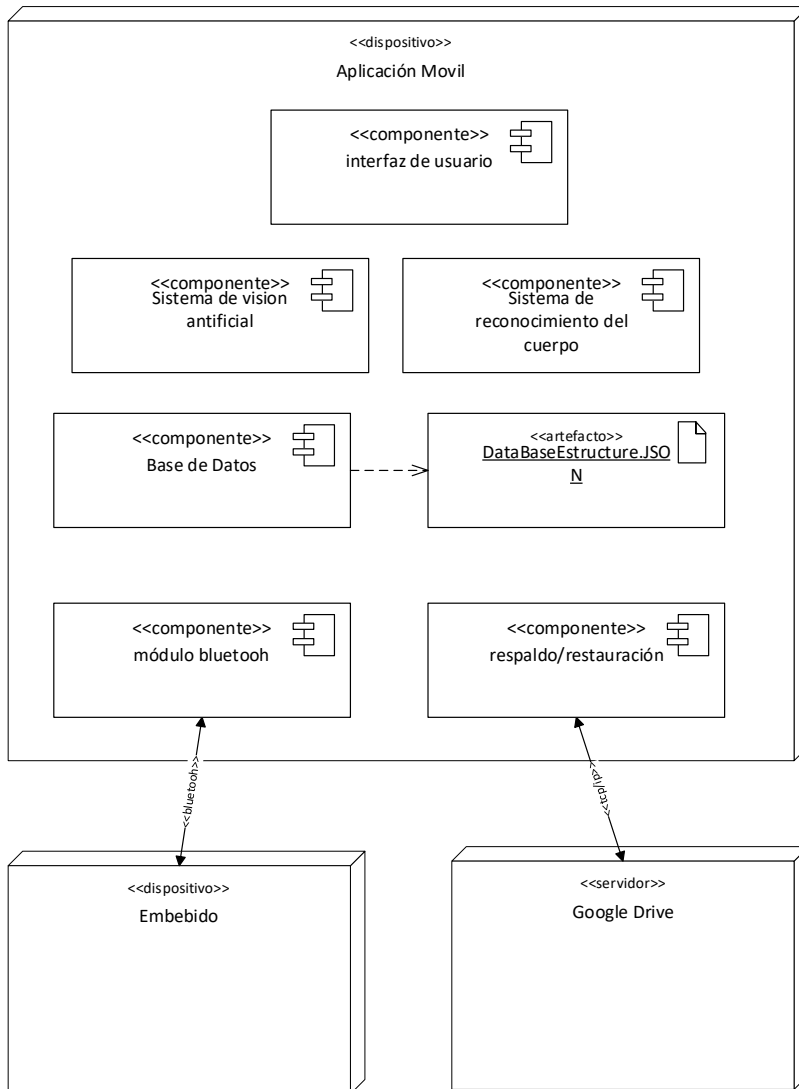 <<dispositivo>>
Aplicación Movil
<<componente>>
interfaz de usuario
<<componente>>
Sistema de vision
antificial
<<componente>>
Sistema de
reconocimiento del
cuerpo
<<componente>>
Base de Datos
<<artefacto>>
DataBaseEstructure.JSO
N
<<componente>>
módulo bluetooh
<<componente>>
respaldo/restauración
<<bluetooh>>
<<tcp/ip>>
<<dispositivo>>
Embebido
<<servidor>>
Google Drive